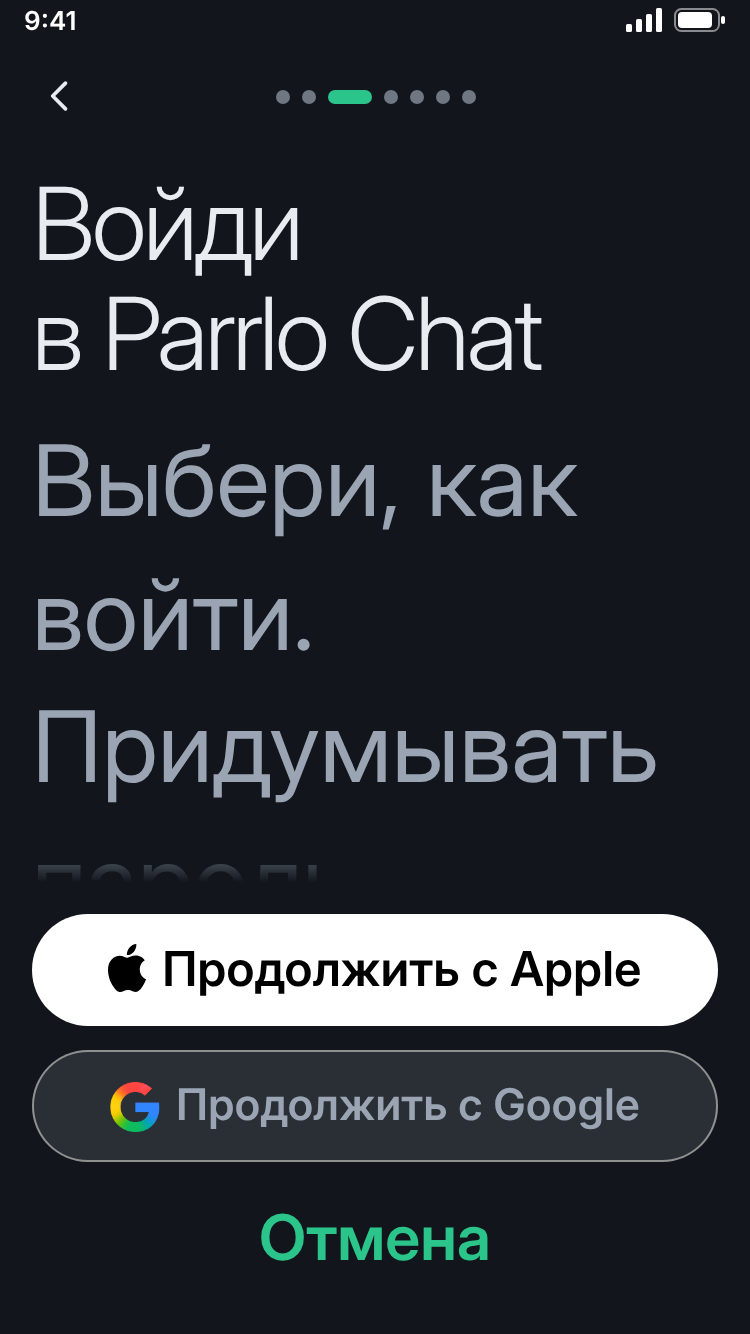 9:41
Войди
в Parrlo Chat
Выбери, как
войти.
Придумывать
Продолжить с Apple
Продолжить с Google
Отмена